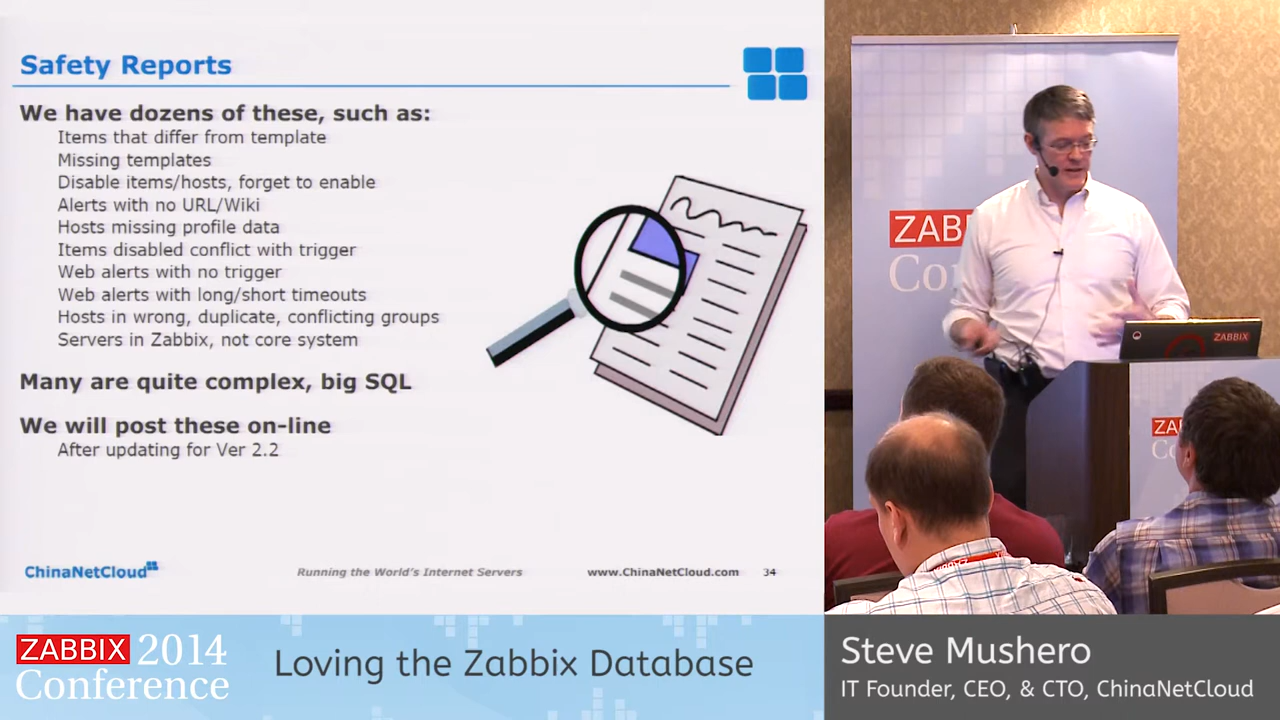 Safety Reports
We have dozens of these, such as:
Items that differ from template
Missing templates
Disable items/hosts, forget to enable
Alerts with no URL/Wiki
Hosts missing profile data
Items disabled conflict with trigger
Web alerts with no trigger
Web alerts with long/short timeouts
Hosts in wrong, duplicate, conflicting groups
Servers in Zabbix, not core system
Many are quite complex, big SQL
We will post these on-line
After updating for Ver 2.2
ChinaNetCloud
Running the World's Internet Servers
www.ChinaNetCloud.com
34
ZAB
Co
ZABBIX
ZA
Co
ZABBIX 2014
Conference
Loving the Zabbix Database
Steve Mushero
IT Founder, CEO, & CTO, ChinaNetCloud